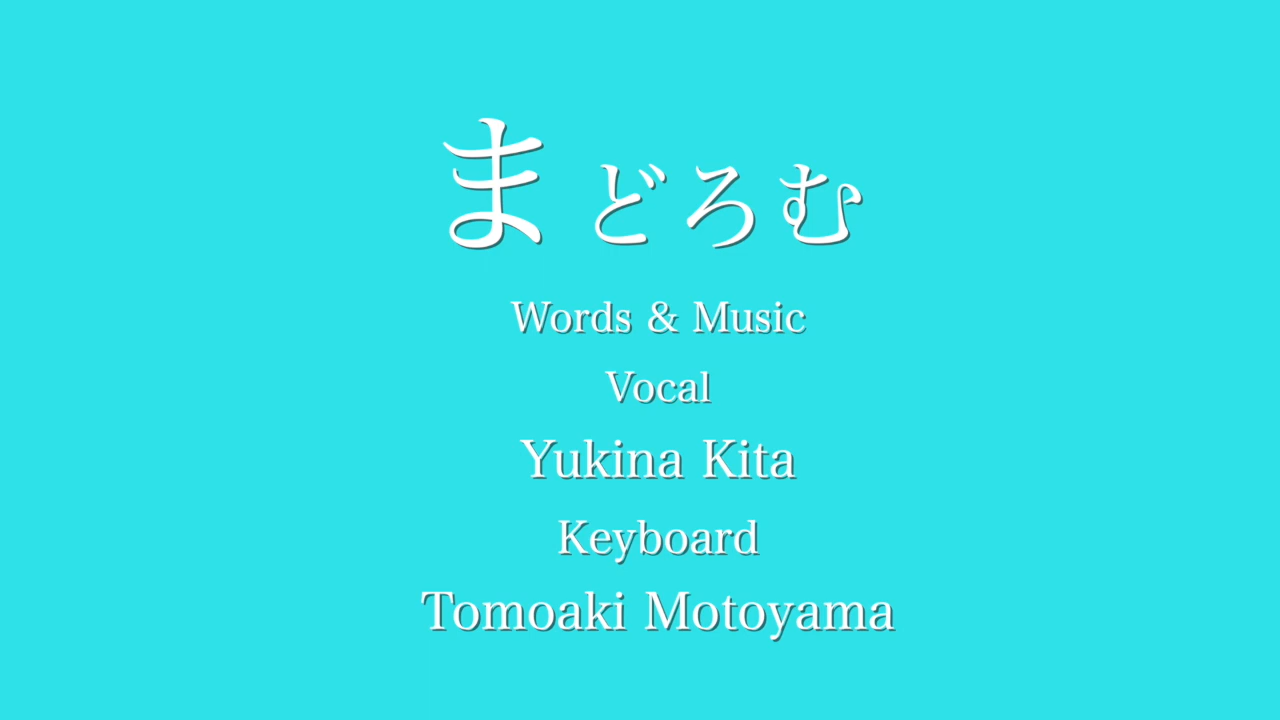 まどろむ
Words & Music
Vocal
Yukina Kita
Keyboard
Tomoaki Motoyama